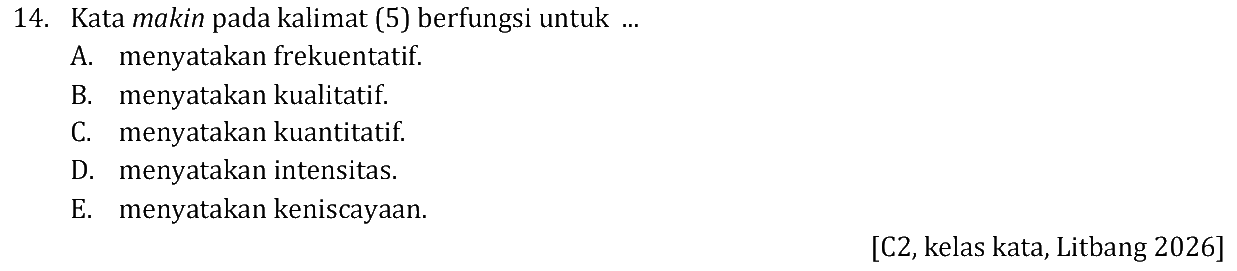 14. Kata makin pada kalimat (5) berfungsi untuk ...
A. menyatakan frekuentatif.
B. menyatakan kualitatif.
C. menyatakan kuantitatif.
D. menyatakan intensitas.
E. menyatakan keniscayaan.
[C2, kelas kata, Litbang 2026]